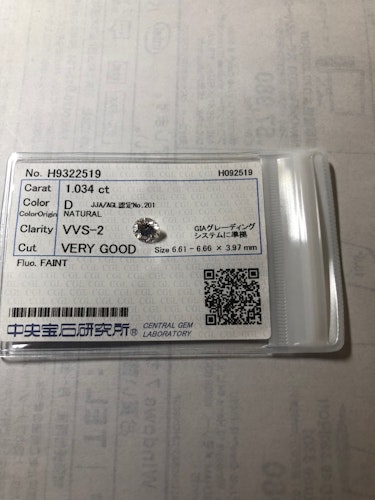 No. H9322519 H092519
Carat 1.034 ct
Color D JJA/AGL認定No.201
ColorOrigin NATURAL
Clarity VVS-2 GIAグレーディング
システムに準拠
Cut VERY GOOD Size 6.61 - 6.66 × 3.97 mm
Fluo. FAINT
中央宝石研究所® CENTRAL GEM
LABORATORY